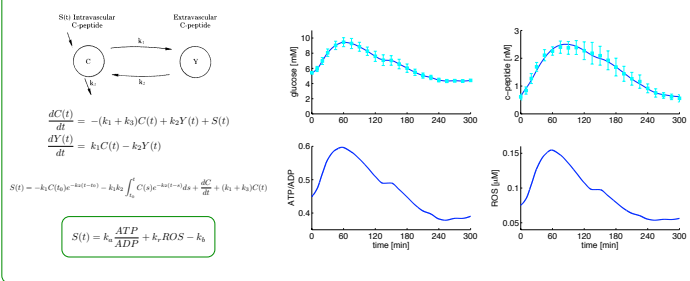 S(t) Intravascular
C-peptide
Extravascular
C-peptide
k₁
C
Y
k₂
k₃
dC(t)/dt = −(k₁ + k₃)C(t) + k₂Y(t) + S(t)
dY(t)/dt = k₁C(t) − k₂Y(t)
S(t) = −k₁C(t₀)e^{−k₂(t−t₀)} − k₁k₂ ∫_{t₀}^{t} C(s)e^{−k₂(t−s)}ds + dC/dt + (k₁ + k₃)C(t)
S(t) = kₐ ATP/ADP + kᵣROS − k_b
glucose [mM]
10
8
6
4
2
0
0 60 120 180 240 300
c−peptide [nM]
3
2
1
0
0 60 120 180 240 300
ATP/ADP
0.6
0.5
0.4
0 60 120 180 240 300
time [min]
ROS [µM]
0.15
0.1
0.05
0 60 120 180 240 300
time [min]